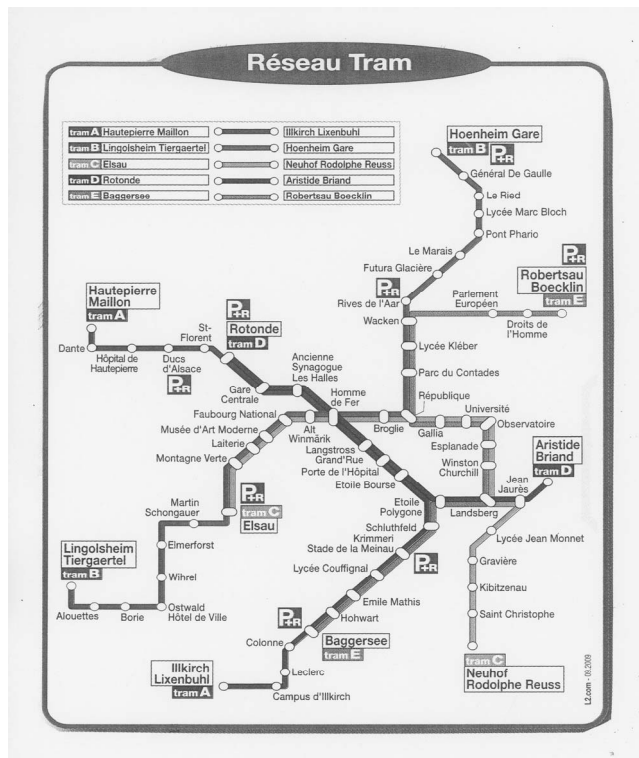 Réseau Tram
tram A Hautepierre Maillon
Illkirch Lixenbuhl
tram B Lingolsheim Tiergaertel
Hoenheim Gare
tram C Elsau
Neuhof Rodolphe Reuss
tram D Rotonde
Aristide Briand
tram E Baggersee
Robertsau Boecklin
Hoenheim Gare
tram B P+R
Général De Gaulle
Le Ried
Lycée Marc Bloch
Pont Phario
Le Marais
Futura Glacière
P+R
Rives de l'Aar
P+R
Robertsau
Boecklin
tram E
Parlement
Européen
Droits de
l'Homme
Wacken
Lycée Kléber
Parc du Contades
République
Hautepierre
Maillon
tram A
Dante
Hôpital de
Hautepierre
Ducs
d'Alsace
P+R
St-
Florent
P+R
Rotonde
tram D
Gare
Centrale
Ancienne
Synagogue
Les Halles
Homme
de Fer
Faubourg National
Musée d'Art Moderne
Laiterie
Montagne Verte
Alt
Winmärik
Broglie
Gallia
Université
Observatoire
Esplanade
Winston
Churchill
Langstross
Grand'Rue
Porte de l'Hôpital
Etoile Bourse
Etoile
Polygone
Landsberg
Jean
Jaurès
Aristide
Briand
tram D
P+R
tram C
Elsau
Martin
Schongauer
Elmerforst
Wihrel
Ostwald
Hôtel de Ville
Borie
Alouettes
Lingolsheim
Tiergaertel
tram B
Schluthfeld
Krimmeri
Stade de la Meinau
P+R
Lycée Couffignal
Emile Mathis
Hohwart
P+R
Baggersee
tram E
Colonne
Leclerc
Campus d'Illkirch
Illkirch
Lixenbuhl
tram A
Lycée Jean Monnet
Gravière
Kibitzenau
Saint Christophe
tram C
Neuhof
Rodolphe Reuss
L2.com - 09.2009